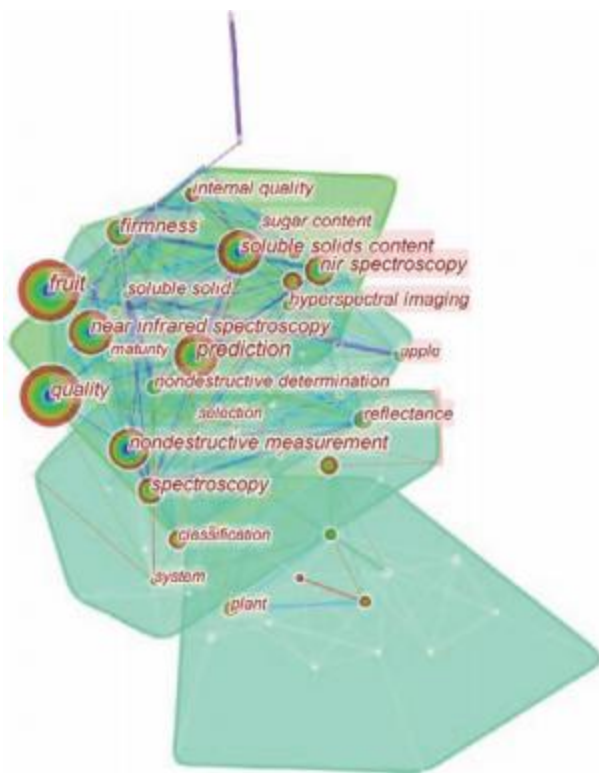 internal quality
sugar content
firmness
soluble solids content
nir spectroscopy
fruit
soluble solid.
hyperspectral imaging
near infrared spectroscopy
maturity
prediction
apple
nondestructive determination
quality
selection
reflectance
nondestructive measurement
spectroscopy
classification
system
plant